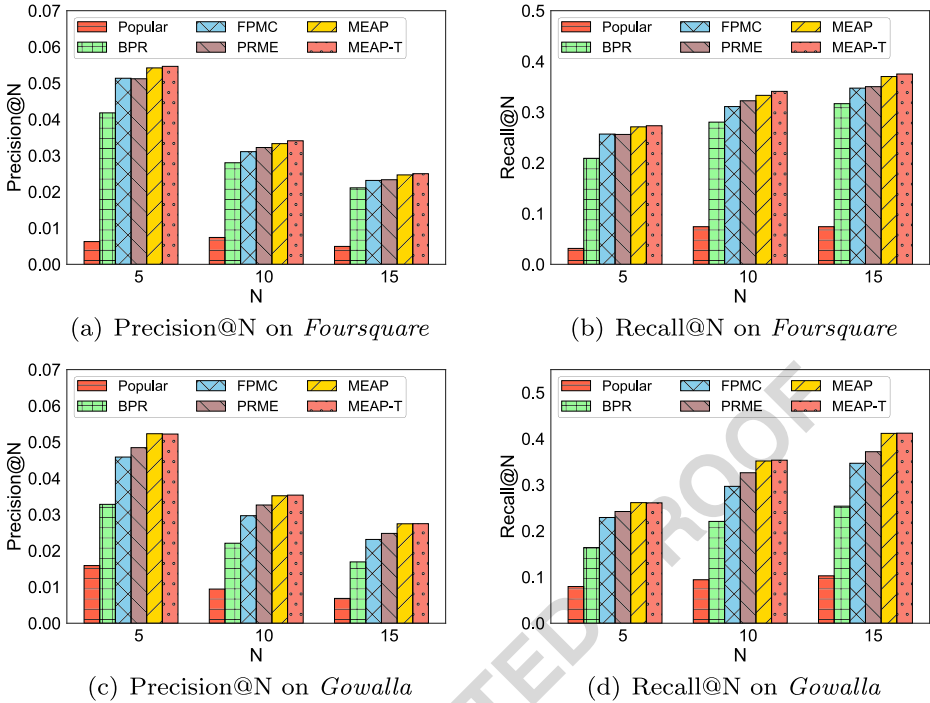 0.07
0.06
0.05
0.04
0.03
0.02
0.01
0.00
Precision@N
Popular FPMC MEAP
BPR PRME MEAP-T
5 10 15
N
(a) Precision@N on Foursquare
0.5
0.4
0.3
0.2
0.1
0.0
Recall@N
Popular FPMC MEAP
BPR PRME MEAP-T
5 10 15
N
(b) Recall@N on Foursquare
0.07
0.06
0.05
0.04
0.03
0.02
0.01
0.00
Precision@N
Popular FPMC MEAP
BPR PRME MEAP-T
5 10 15
N
(c) Precision@N on Gowalla
0.5
0.4
0.3
0.2
0.1
0.0
Recall@N
Popular FPMC MEAP
BPR PRME MEAP-T
5 10 15
N
(d) Recall@N on Gowalla
TED PROOF